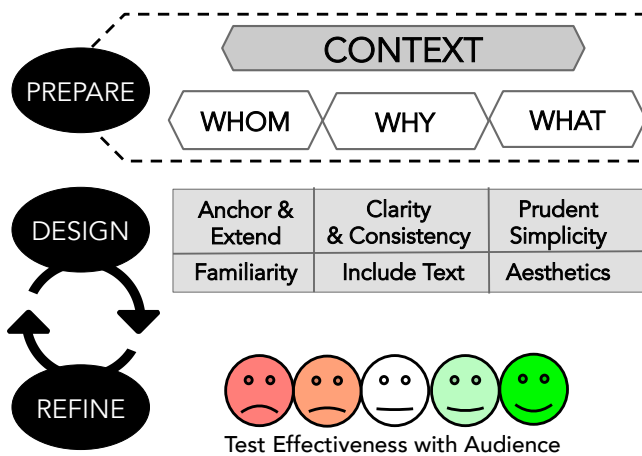 CONTEXT
PREPARE
WHOM
WHY
WHAT
DESIGN
Anchor &
Extend
Clarity
& Consistency
Prudent
Simplicity
Familiarity
Include Text
Aesthetics
REFINE
Test Effectiveness with Audience